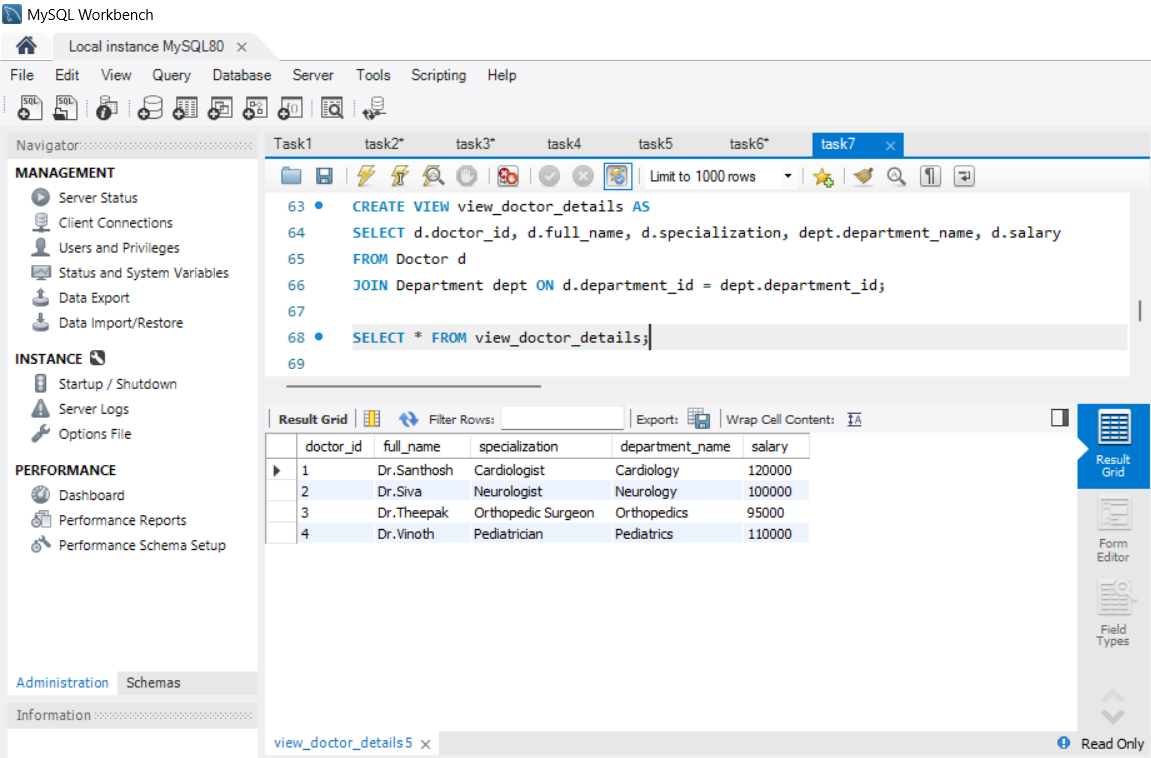 MySQL Workbench
Local instance MySQL80
File Edit View Query Database Server Tools Scripting Help
Navigator
MANAGEMENT
Server Status
Client Connections
Users and Privileges
Status and System Variables
Data Export
Data Import/Restore
INSTANCE
Startup / Shutdown
Server Logs
Options File
PERFORMANCE
Dashboard
Performance Reports
Performance Schema Setup
Administration Schemas
Information
Task1 task2* task3* task4 task5 task6* task7
Limit to 1000 rows
63 CREATE VIEW view_doctor_details AS
64 SELECT d.doctor_id, d.full_name, d.specialization, dept.department_name, d.salary
65 FROM Doctor d
66 JOIN Department dept ON d.department_id = dept.department_id;
67
68 SELECT * FROM view_doctor_details;
69
Result Grid Filter Rows: Export: Wrap Cell Content:
doctor_id full_name specialization department_name salary
1 Dr.Santhosh Cardiologist Cardiology 120000
2 Dr.Siva Neurologist Neurology 100000
3 Dr.Theepak Orthopedic Surgeon Orthopedics 95000
4 Dr.Vinoth Pediatrician Pediatrics 110000
Result
Grid
Form
Editor
Field
Types
view_doctor_details5
Read Only